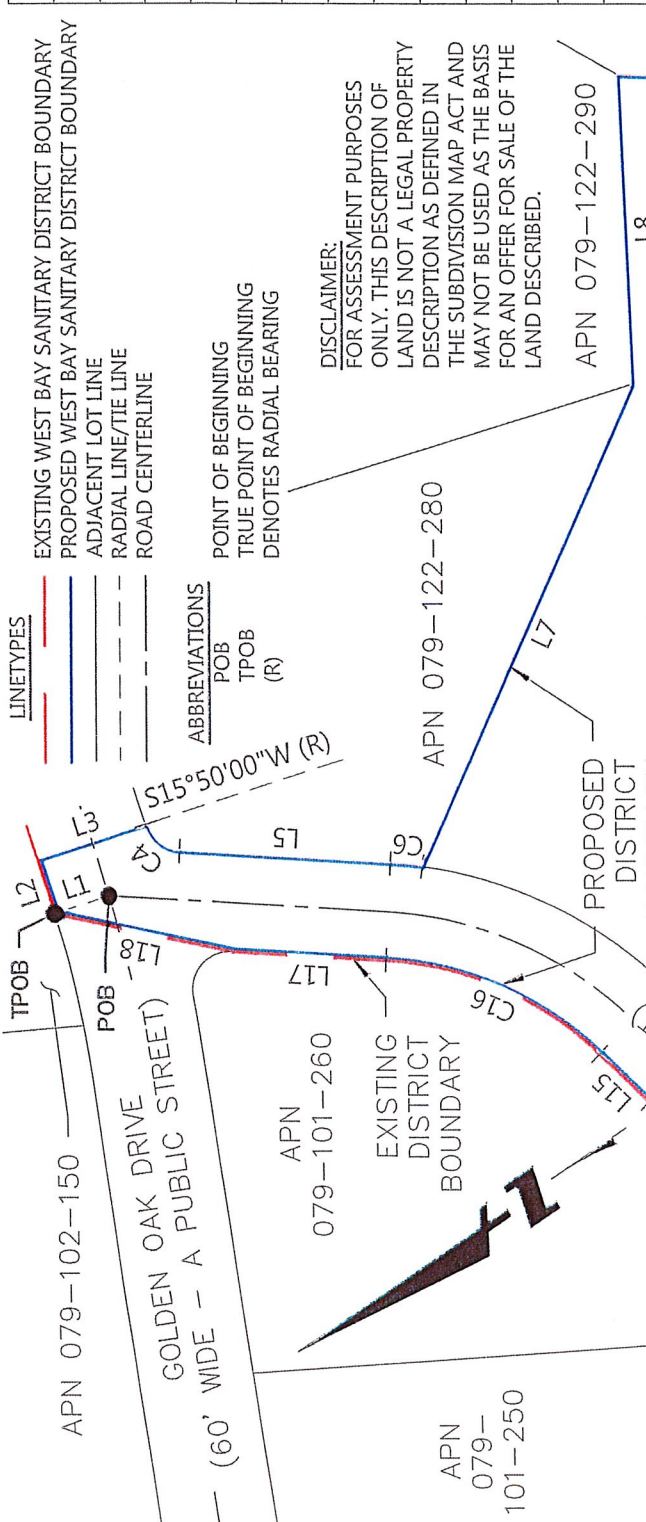 LINETYPES
EXISTING WEST BAY SANITARY DISTRICT BOUNDARY
PROPOSED WEST BAY SANITARY DISTRICT BOUNDARY
ADJACENT LOT LINE
RADIAL LINE/TIE LINE
ROAD CENTERLINE
ABBREVIATIONS
POB POINT OF BEGINNING
TPOB TRUE POINT OF BEGINNING
(R) DENOTES RADIAL BEARING
DISCLAIMER:
FOR ASSESSMENT PURPOSES
ONLY. THIS DESCRIPTION OF
LAND IS NOT A LEGAL PROPERTY
DESCRIPTION AS DEFINED IN
THE SUBDIVISION MAP ACT AND
MAY NOT BE USED AS THE BASIS
FOR AN OFFER FOR SALE OF THE
LAND DESCRIBED.
APN 079-102-150
TPOB
L2
L1
L3
POB
S15°50'00"W (R)
C4
L18
GOLDEN OAK DRIVE
(60' WIDE - A PUBLIC STREET)
L5
L17
C6
APN 079-122-280
APN 079-122-290
L7
L8
APN
079-101-260
EXISTING
DISTRICT
BOUNDARY
C16
L15
PROPOSED
DISTRICT
APN
079-
101-250